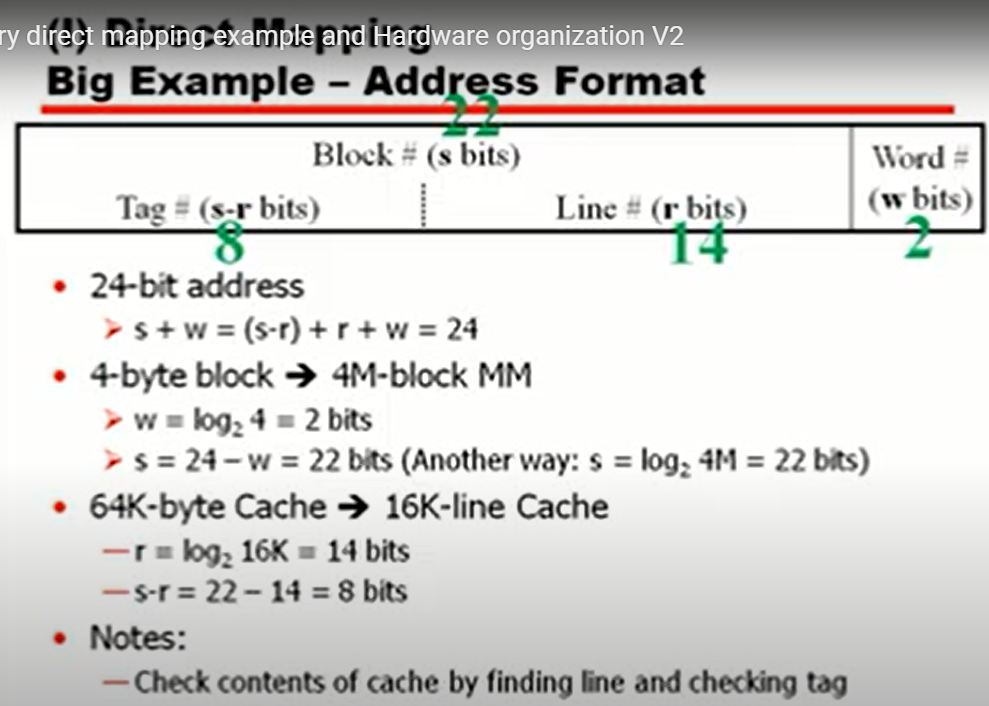 ry direct mapping example and Hardware organization V2
(I) Direct Mapping
Big Example – Address Format
22
Block # (s bits)
Word #
Tag # (s-r bits)
Line # (r bits)
(w bits)
8
14
2
• 24-bit address
➤ s + w = (s-r) + r + w = 24
• 4-byte block ➔ 4M-block MM
➤ w = log₂ 4 = 2 bits
➤ s = 24 – w = 22 bits (Another way: s = log₂ 4M = 22 bits)
• 64K-byte Cache ➔ 16K-line Cache
— r = log₂ 16K = 14 bits
— s-r = 22 – 14 = 8 bits
• Notes:
— Check contents of cache by finding line and checking tag